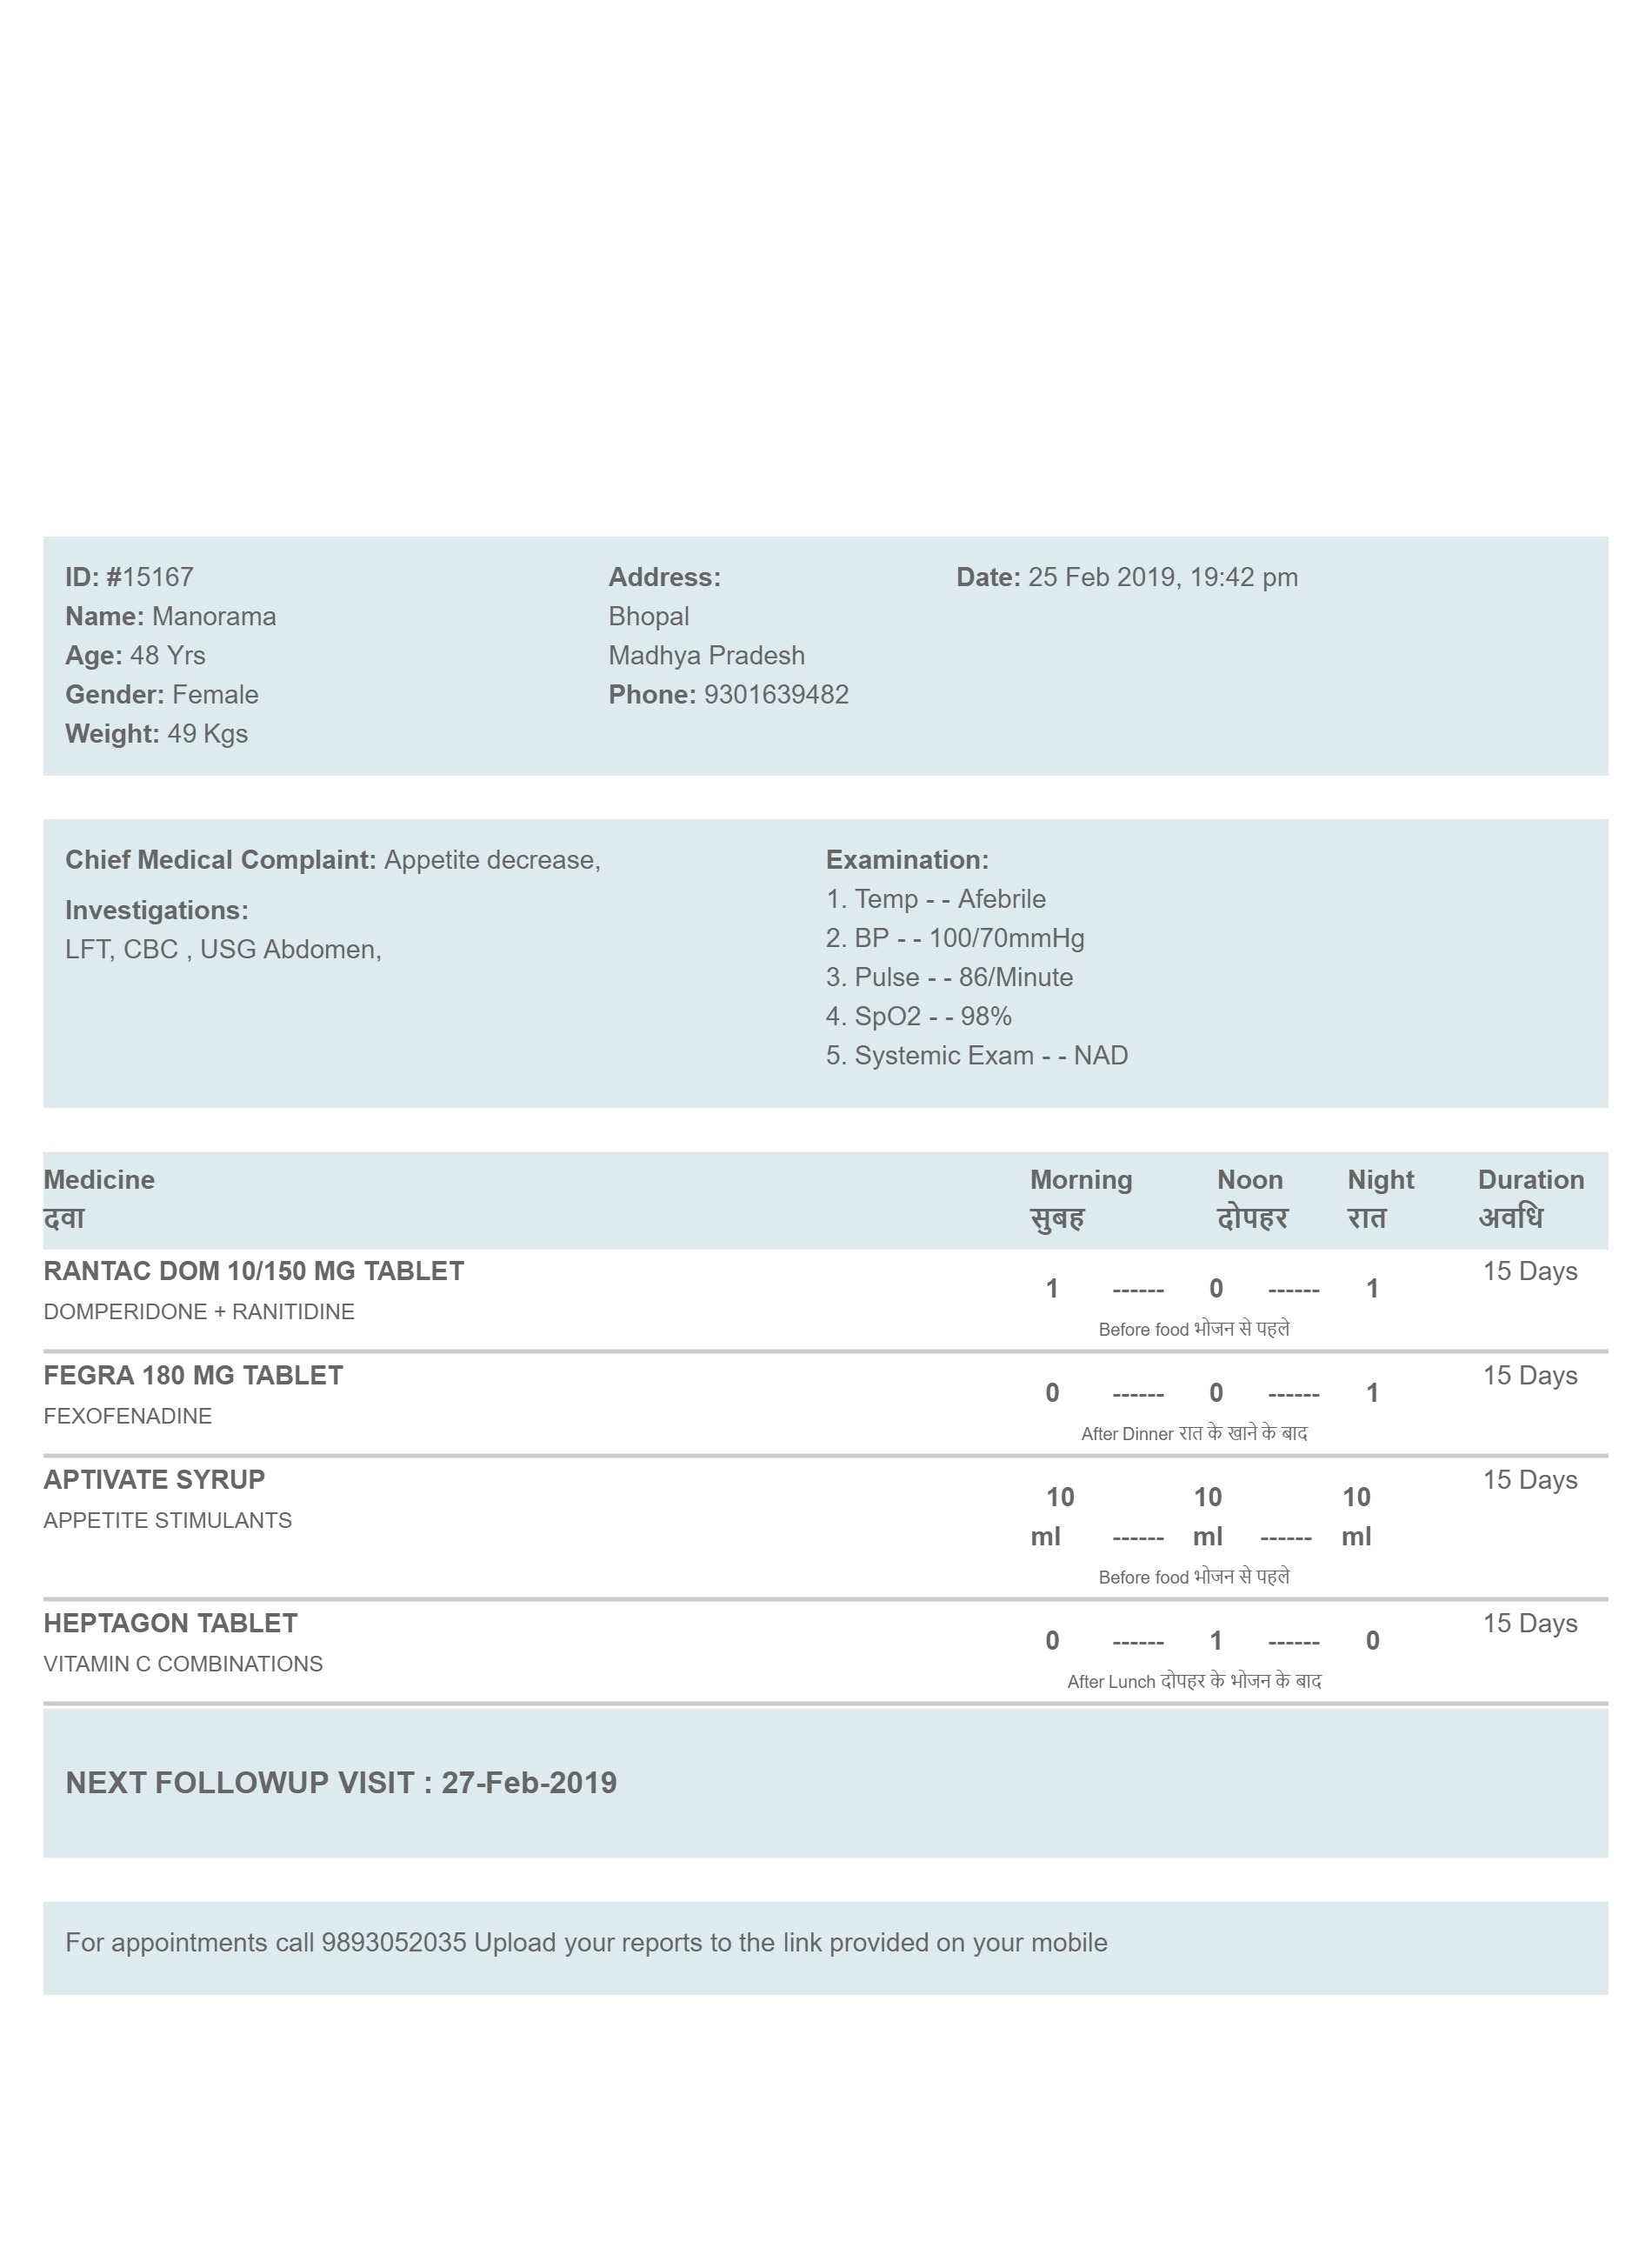 ID: #15167
Name: Manorama
Age: 48 Yrs
Gender: Female
Weight: 49 Kgs
Address:
Bhopal
Madhya Pradesh
Phone: 9301639482
Date: 25 Feb 2019, 19:42 pm
Chief Medical Complaint: Appetite decrease,
Investigations:
LFT, CBC , USG Abdomen,
Examination:
1. Temp - - Afebrile
2. BP - - 100/70mmHg
3. Pulse - - 86/Minute
4. SpO2 - - 98%
5. Systemic Exam - - NAD
Medicine Morning Noon Night Duration
दवा सुबह दोपहर रात अवधि
RANTAC DOM 10/150 MG TABLET 15 Days
1 ------ 0 ------ 1
DOMPERIDONE + RANITIDINE
Before food भोजन से पहले
FEGRA 180 MG TABLET 15 Days
0 ------ 0 ------ 1
FEXOFENADINE
After Dinner रात के खाने के बाद
APTIVATE SYRUP 15 Days
10 10 10
APPETITE STIMULANTS
ml ------ ml ------ ml
Before food भोजन से पहले
HEPTAGON TABLET 15 Days
0 ------ 1 ------ 0
VITAMIN C COMBINATIONS
After Lunch दोपहर के भोजन के बाद
NEXT FOLLOWUP VISIT : 27-Feb-2019
For appointments call 9893052035 Upload your reports to the link provided on your mobile